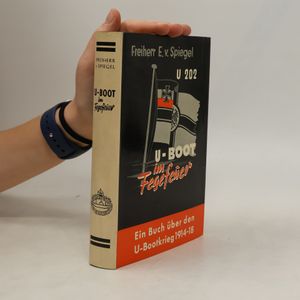 FREIHERR
v. SPIEGEL
U-BOOT
im
Fegefeuer
Freiherr E. v. Spiegel
U 202
U-BOOT
im
Fegefeuer
Ein Buch über den
U-Bootkrieg 1914-18